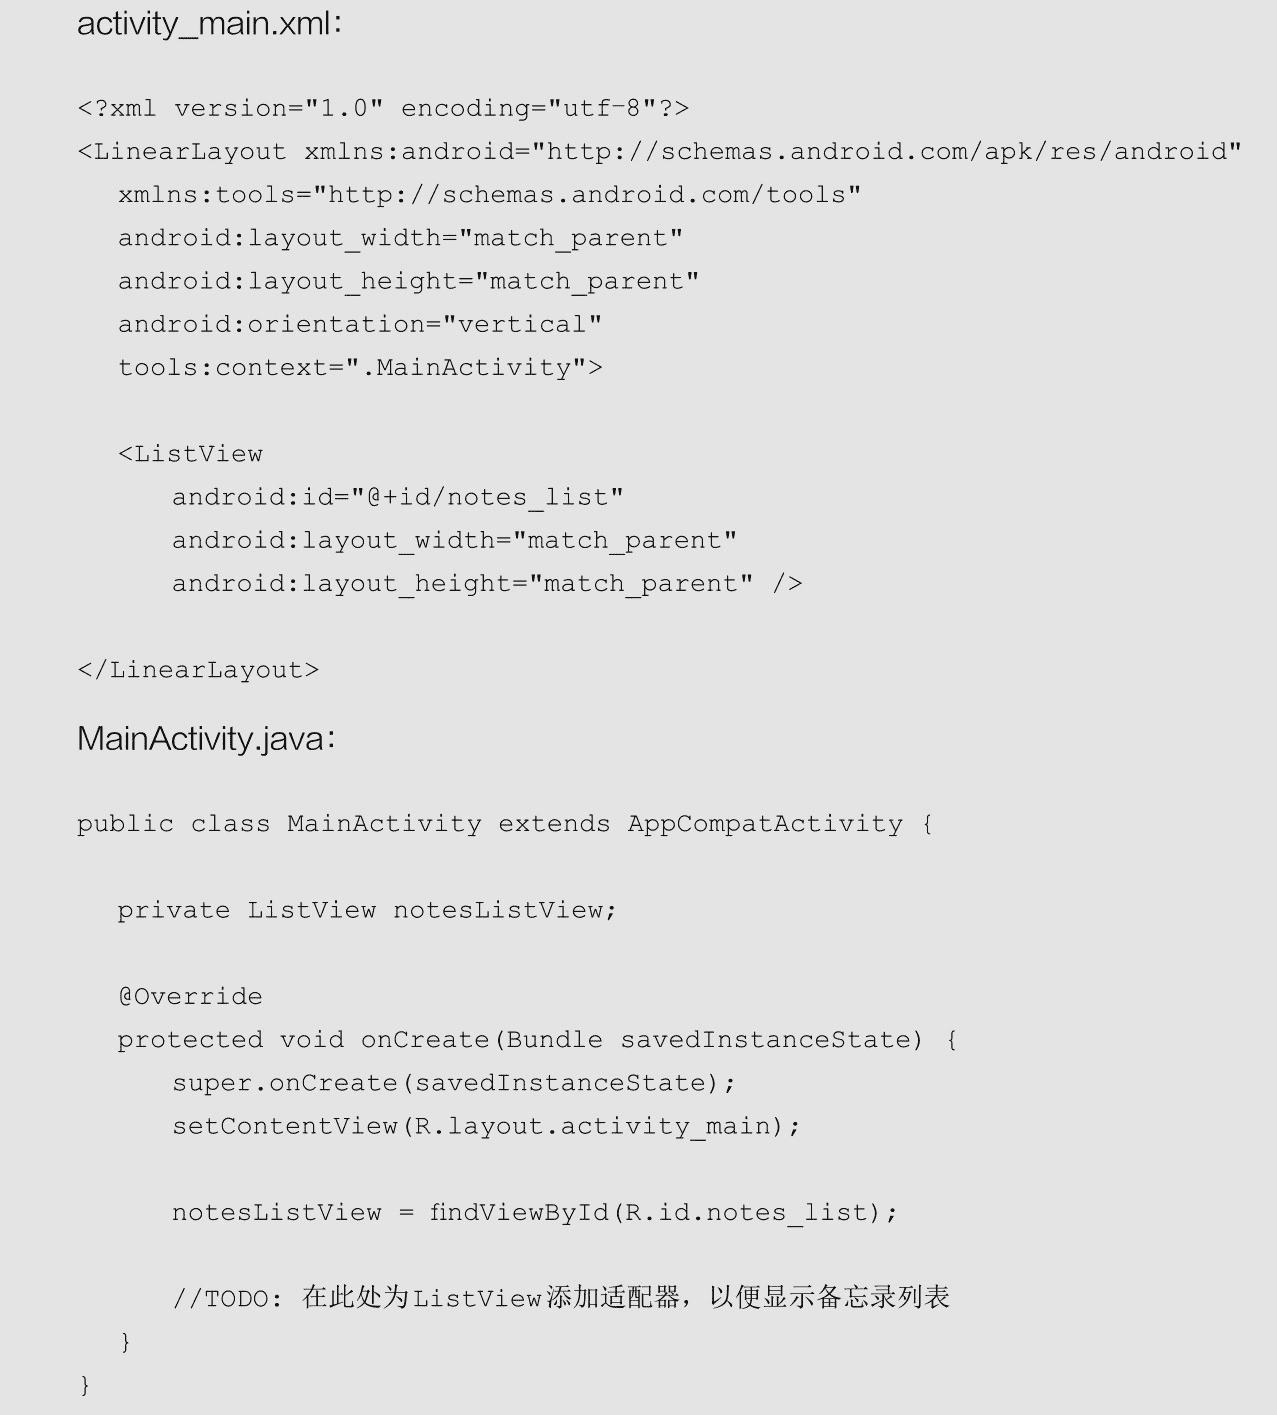 activity_main.xml：
<?xml version="1.0" encoding="utf-8"?>
<LinearLayout xmlns:android="http://schemas.android.com/apk/res/android"
xmlns:tools="http://schemas.android.com/tools"
android:layout_width="match_parent"
android:layout_height="match_parent"
android:orientation="vertical"
tools:context=".MainActivity">
<ListView
android:id="@+id/notes_list"
android:layout_width="match_parent"
android:layout_height="match_parent" />
</LinearLayout>
MainActivity.java：
public class MainActivity extends AppCompatActivity {
private ListView notesListView;
@Override
protected void onCreate(Bundle savedInstanceState) {
super.onCreate(savedInstanceState);
setContentView(R.layout.activity_main);
notesListView = findViewById(R.id.notes_list);
//TODO: 在此处为ListView添加适配器，以便显示备忘录列表
}
}